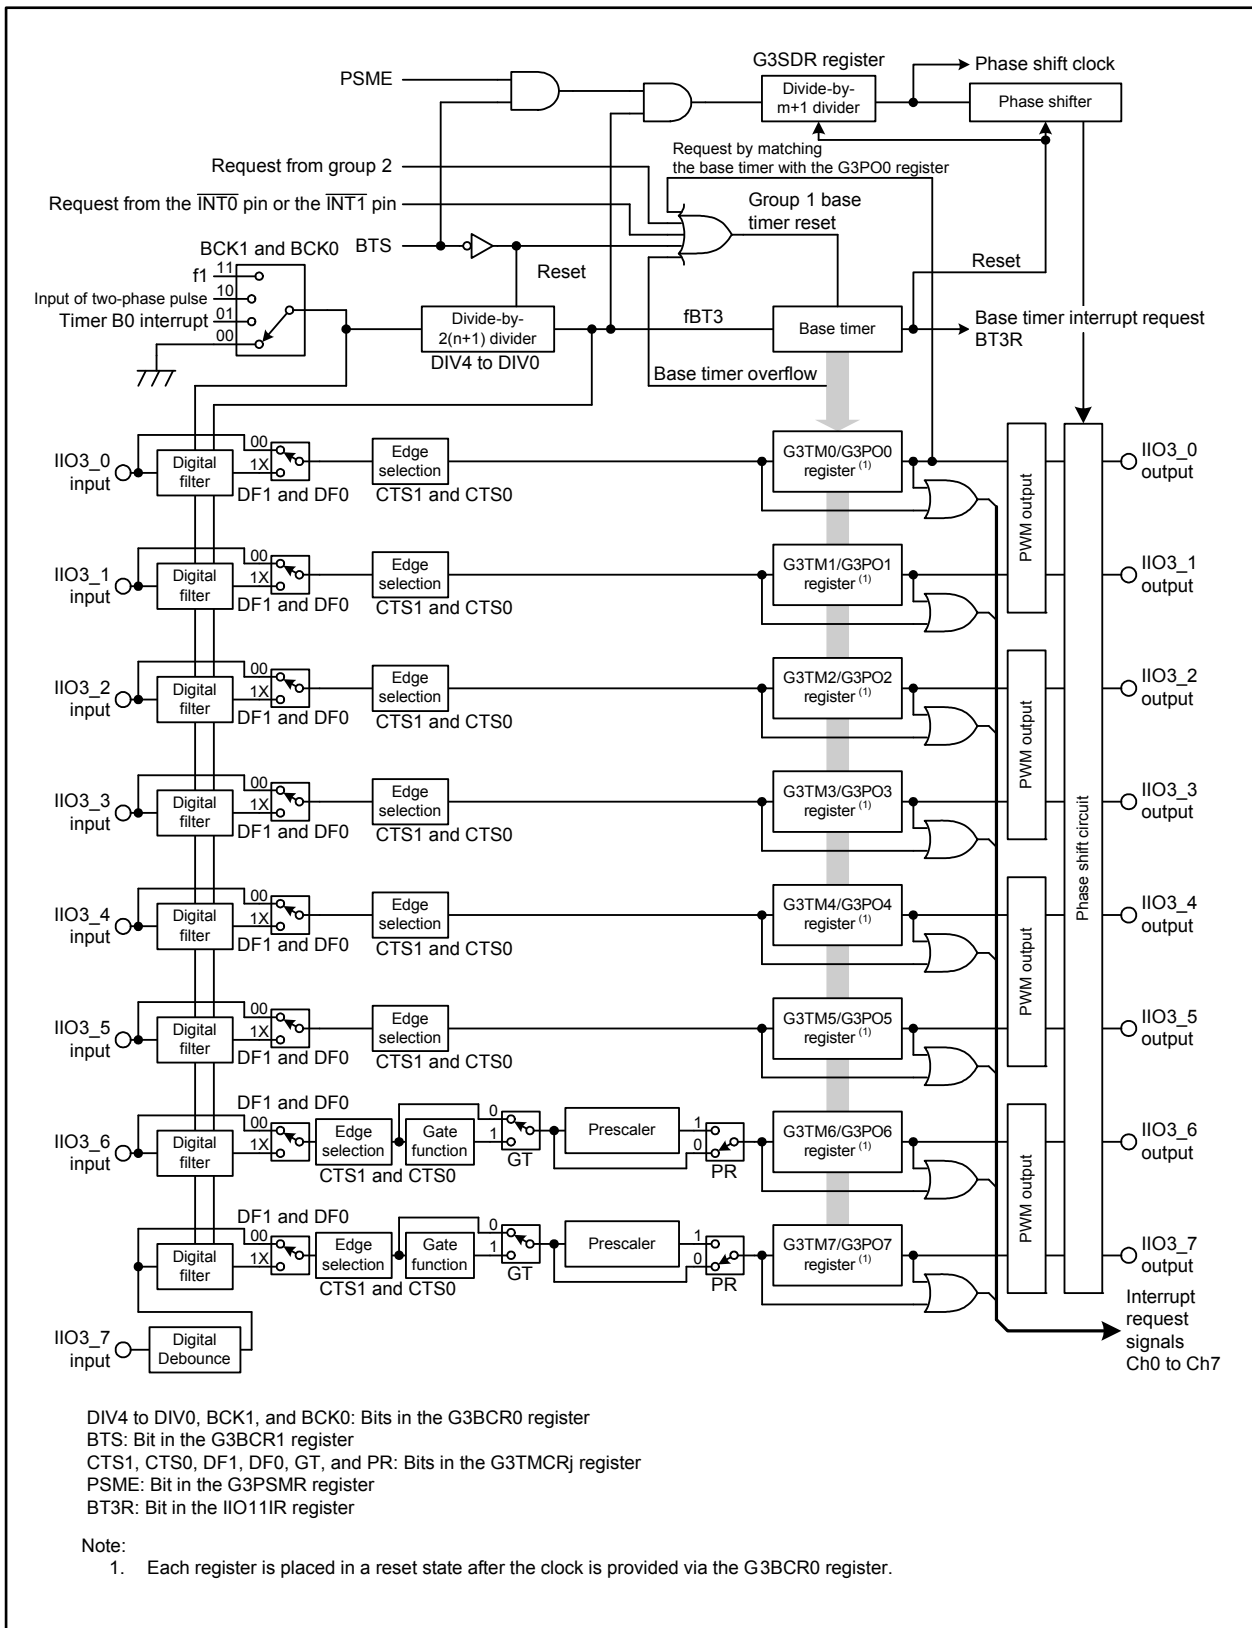 G3SDR register
Phase shift clock
PSME
Divide-by-
m+1 divider
Phase shifter
Request by matching
the base timer with the G3PO0 register
Request from group 2
Group 1 base
timer reset
Request from the INT0 pin or the INT1 pin
BTS
BCK1 and BCK0
Reset
Reset
f1
11
Input of two-phase pulse
10
Timer B0 interrupt
01
00
Divide-by-
2(n+1) divider
DIV4 to DIV0
fBT3
Base timer
Base timer interrupt request
BT3R
Base timer overflow
IIO3_0
input
Digital
filter
00
1X
DF1 and DF0
Edge
selection
CTS1 and CTS0
G3TM0/G3PO0
register (1)
PWM output
Phase shift circuit
IIO3_0
output
IIO3_1
input
Digital
filter
00
1X
DF1 and DF0
Edge
selection
CTS1 and CTS0
G3TM1/G3PO1
register (1)
IIO3_1
output
IIO3_2
input
Digital
filter
00
1X
DF1 and DF0
Edge
selection
CTS1 and CTS0
G3TM2/G3PO2
register (1)
PWM output
IIO3_2
output
IIO3_3
input
Digital
filter
00
1X
DF1 and DF0
Edge
selection
CTS1 and CTS0
G3TM3/G3PO3
register (1)
IIO3_3
output
IIO3_4
input
Digital
filter
00
1X
DF1 and DF0
Edge
selection
CTS1 and CTS0
G3TM4/G3PO4
register (1)
PWM output
IIO3_4
output
IIO3_5
input
Digital
filter
00
1X
DF1 and DF0
Edge
selection
CTS1 and CTS0
G3TM5/G3PO5
register (1)
IIO3_5
output
IIO3_6
input
Digital
filter
DF1 and DF0
00
1X
Edge
selection
Gate
function
CTS1 and CTS0
0
1
GT
Prescaler
1
0
PR
G3TM6/G3PO6
register (1)
PWM output
IIO3_6
output
Digital
filter
DF1 and DF0
00
1X
Edge
selection
Gate
function
CTS1 and CTS0
0
1
GT
Prescaler
1
0
PR
G3TM7/G3PO7
register (1)
IIO3_7
output
IIO3_7
input
Digital
Debounce
Interrupt
request
signals
Ch0 to Ch7
DIV4 to DIV0, BCK1, and BCK0: Bits in the G3BCR0 register
BTS: Bit in the G3BCR1 register
CTS1, CTS0, DF1, DF0, GT, and PR: Bits in the G3TMCRj register
PSME: Bit in the G3PSMR register
BT3R: Bit in the IIO11IR register
Note:
1. Each register is placed in a reset state after the clock is provided via the G3BCR0 register.